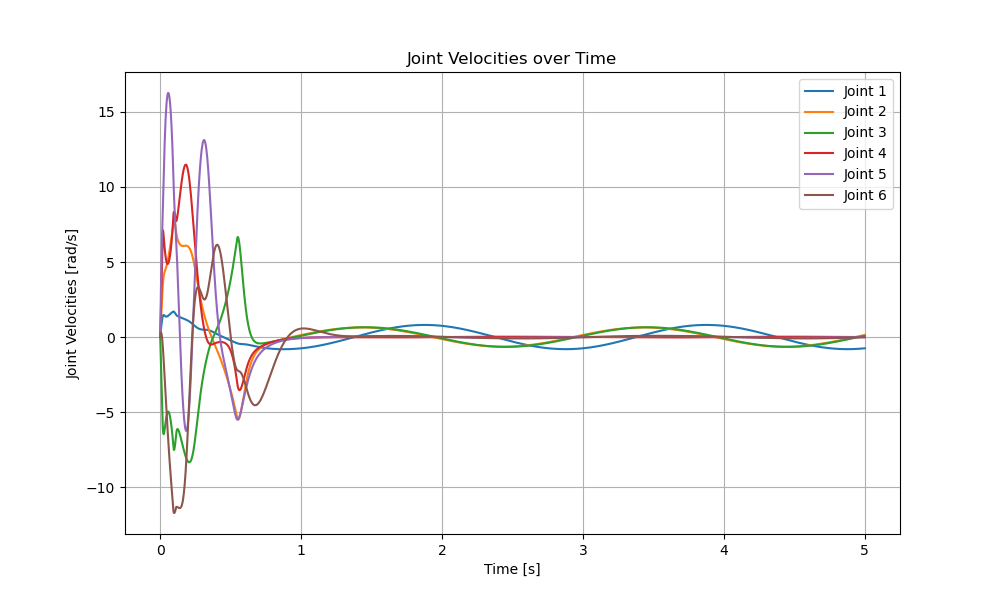 Joint Velocities over Time
Joint 1
Joint 2
Joint 3
Joint 4
Joint 5
Joint 6
Joint Velocities [rad/s]
15
10
5
0
−5
−10
0
1
2
3
4
5
Time [s]